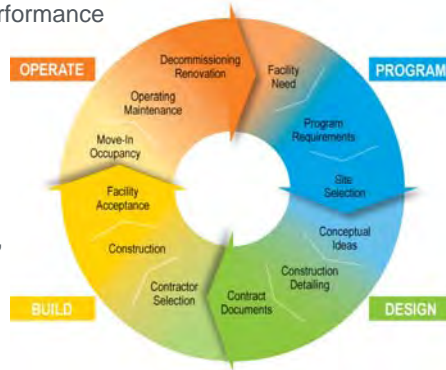 rformance
OPERATE
PROGRAM
Decommissioning
Renovation
Facility
Need
Operating
Maintenance
Program
Requirements
Move-In
Occupancy
Site
Selection
Facility
Acceptance
Conceptual
Ideas
Construction
Construction
Detailing
Contractor
Selection
Contract
Documents
BUILD
DESIGN